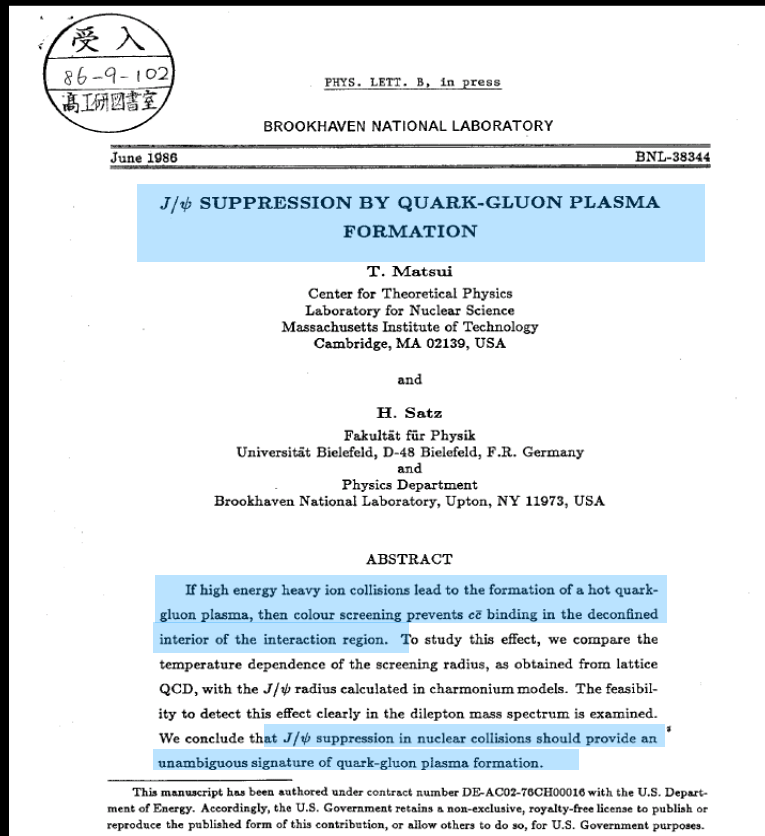 受入
86-9-102
高工研図書室
PHYS. LETT. B, in press
BROOKHAVEN NATIONAL LABORATORY
June 1986 BNL-38344
J/ψ SUPPRESSION BY QUARK-GLUON PLASMA
FORMATION
T. Matsui
Center for Theoretical Physics
Laboratory for Nuclear Science
Massachusetts Institute of Technology
Cambridge, MA 02139, USA
and
H. Satz
Fakultät für Physik
Universität Bielefeld, D-48 Bielefeld, F.R. Germany
and
Physics Department
Brookhaven National Laboratory, Upton, NY 11973, USA
ABSTRACT
If high energy heavy ion collisions lead to the formation of a hot quark-
gluon plasma, then colour screening prevents cc̄ binding in the deconfined
interior of the interaction region. To study this effect, we compare the
temperature dependence of the screening radius, as obtained from lattice
QCD, with the J/ψ radius calculated in charmonium models. The feasibil-
ity to detect this effect clearly in the dilepton mass spectrum is examined.
We conclude that J/ψ suppression in nuclear collisions should provide an
unambiguous signature of quark-gluon plasma formation.
This manuscript has been authored under contract number DE-AC02-76CH00016 with the U.S. Depart-
ment of Energy. Accordingly, the U.S. Government retains a non-exclusive, royalty-free license to publish or
reproduce the published form of this contribution, or allow others to do so, for U.S. Government purposes.